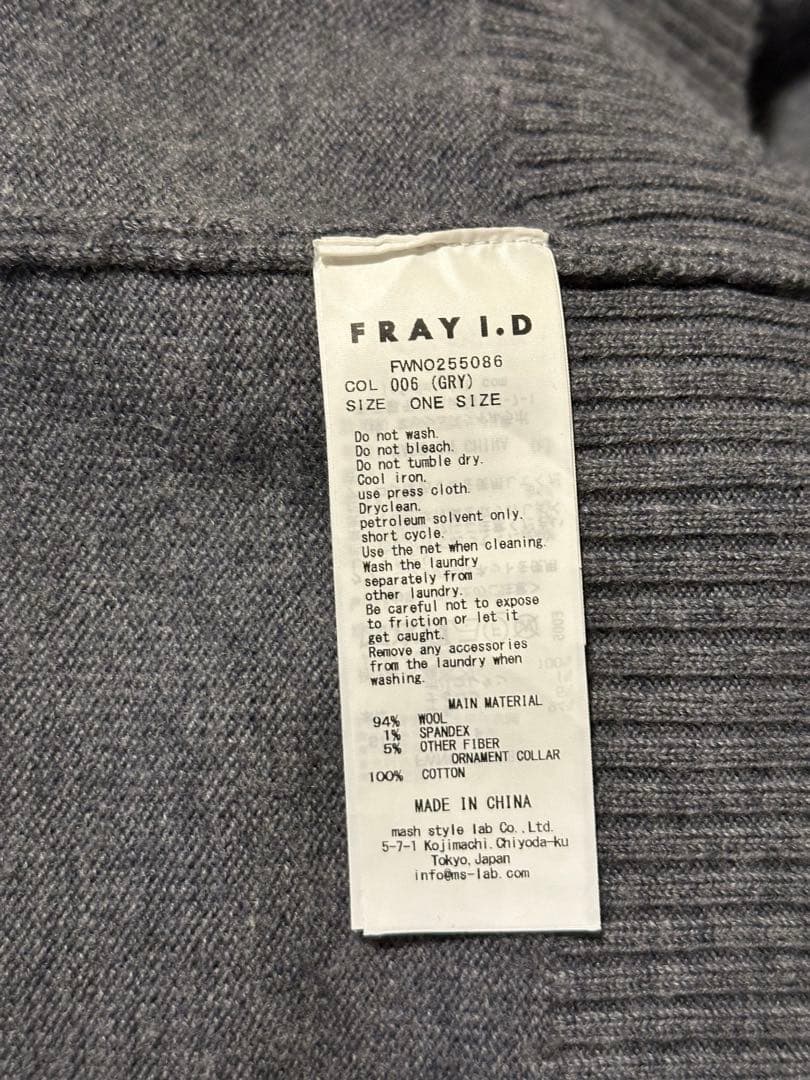 FRAY I.D
FWNO255086
COL 006 (GRY)
SIZE ONE SIZE
Do not wash.
Do not bleach.
Do not tumble dry.
Cool iron.
use press cloth.
Dryclean.
petroleum solvent only.
short cycle.
Use the net when cleaning.
Wash the laundry
separately from
other laundry.
Be careful not to expose
to friction or let it
get caught.
Remove any accessories
from the laundry when
washing.
MAIN MATERIAL
94% WOOL
1% SPANDEX
5% OTHER FIBER
ORNAMENT COLLAR
100% COTTON
MADE IN CHINA
mash style lab Co.,Ltd.
5-7-1 Kojimachi, Chiyoda-ku
Tokyo, Japan
info@ms-lab.com